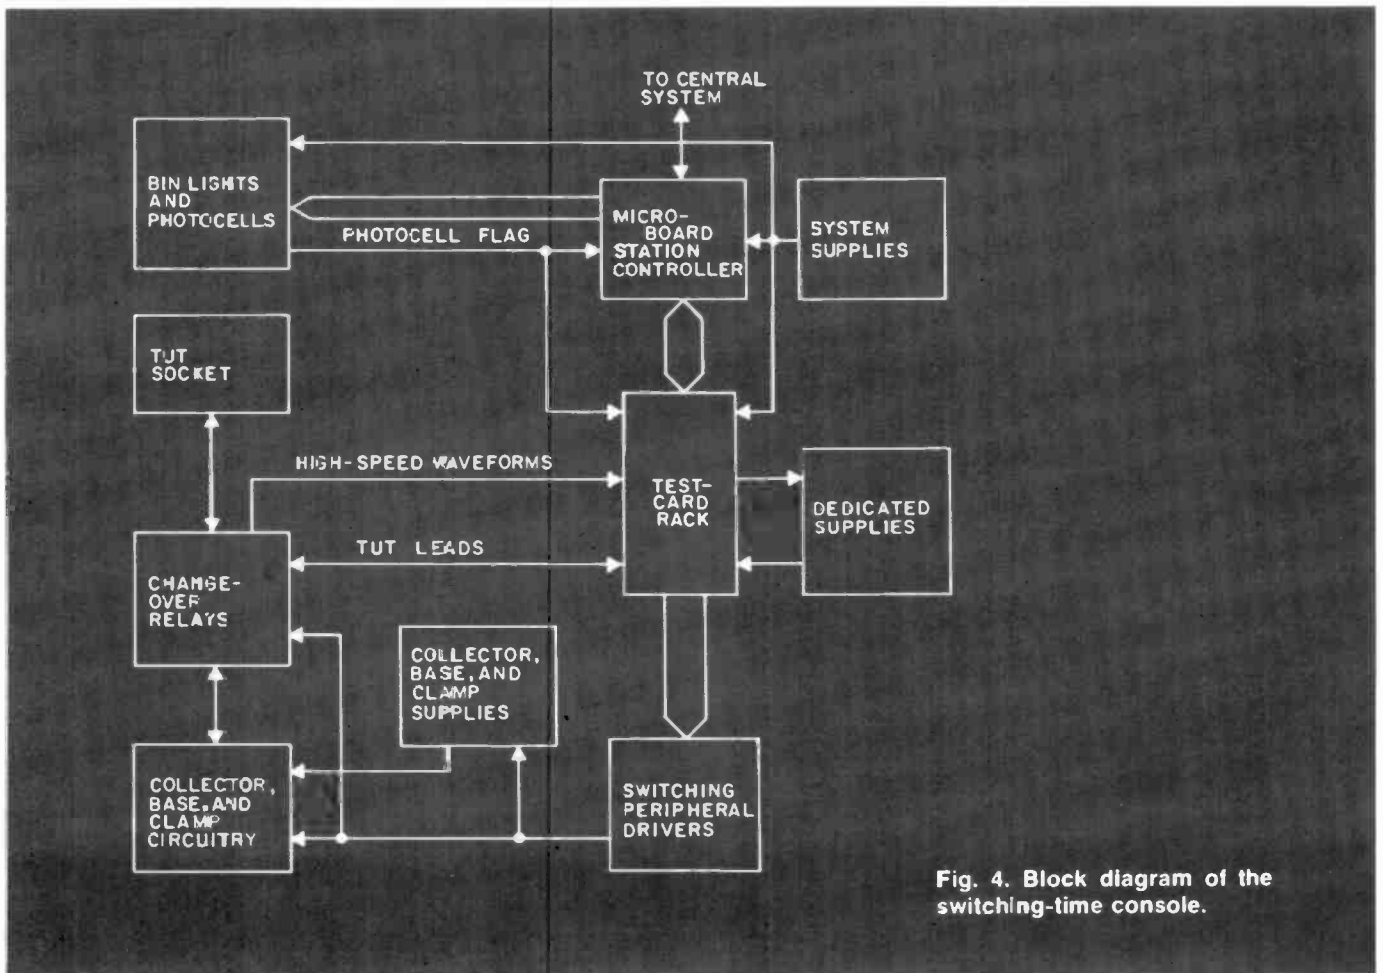 TO CENTRAL
SYSTEM
BIN LIGHTS
AND
PHOTOCELLS
PHOTOCELL FLAG
MICRO-
BOARD
STATION
CONTROLLER
SYSTEM
SUPPLIES
TUT
SOCKET
HIGH-SPEED WAVEFORMS
TEST-
CARD
RACK
DEDICATED
SUPPLIES
TUT LEADS
CHANGE-
OVER
RELAYS
COLLECTOR,
BASE, AND
CLAMP
SUPPLIES
COLLECTOR,
BASE, AND
CLAMP
CIRCUITRY
SWITCHING
PERIPHERAL
DRIVERS
Fig. 4. Block diagram of the
switching-time console.